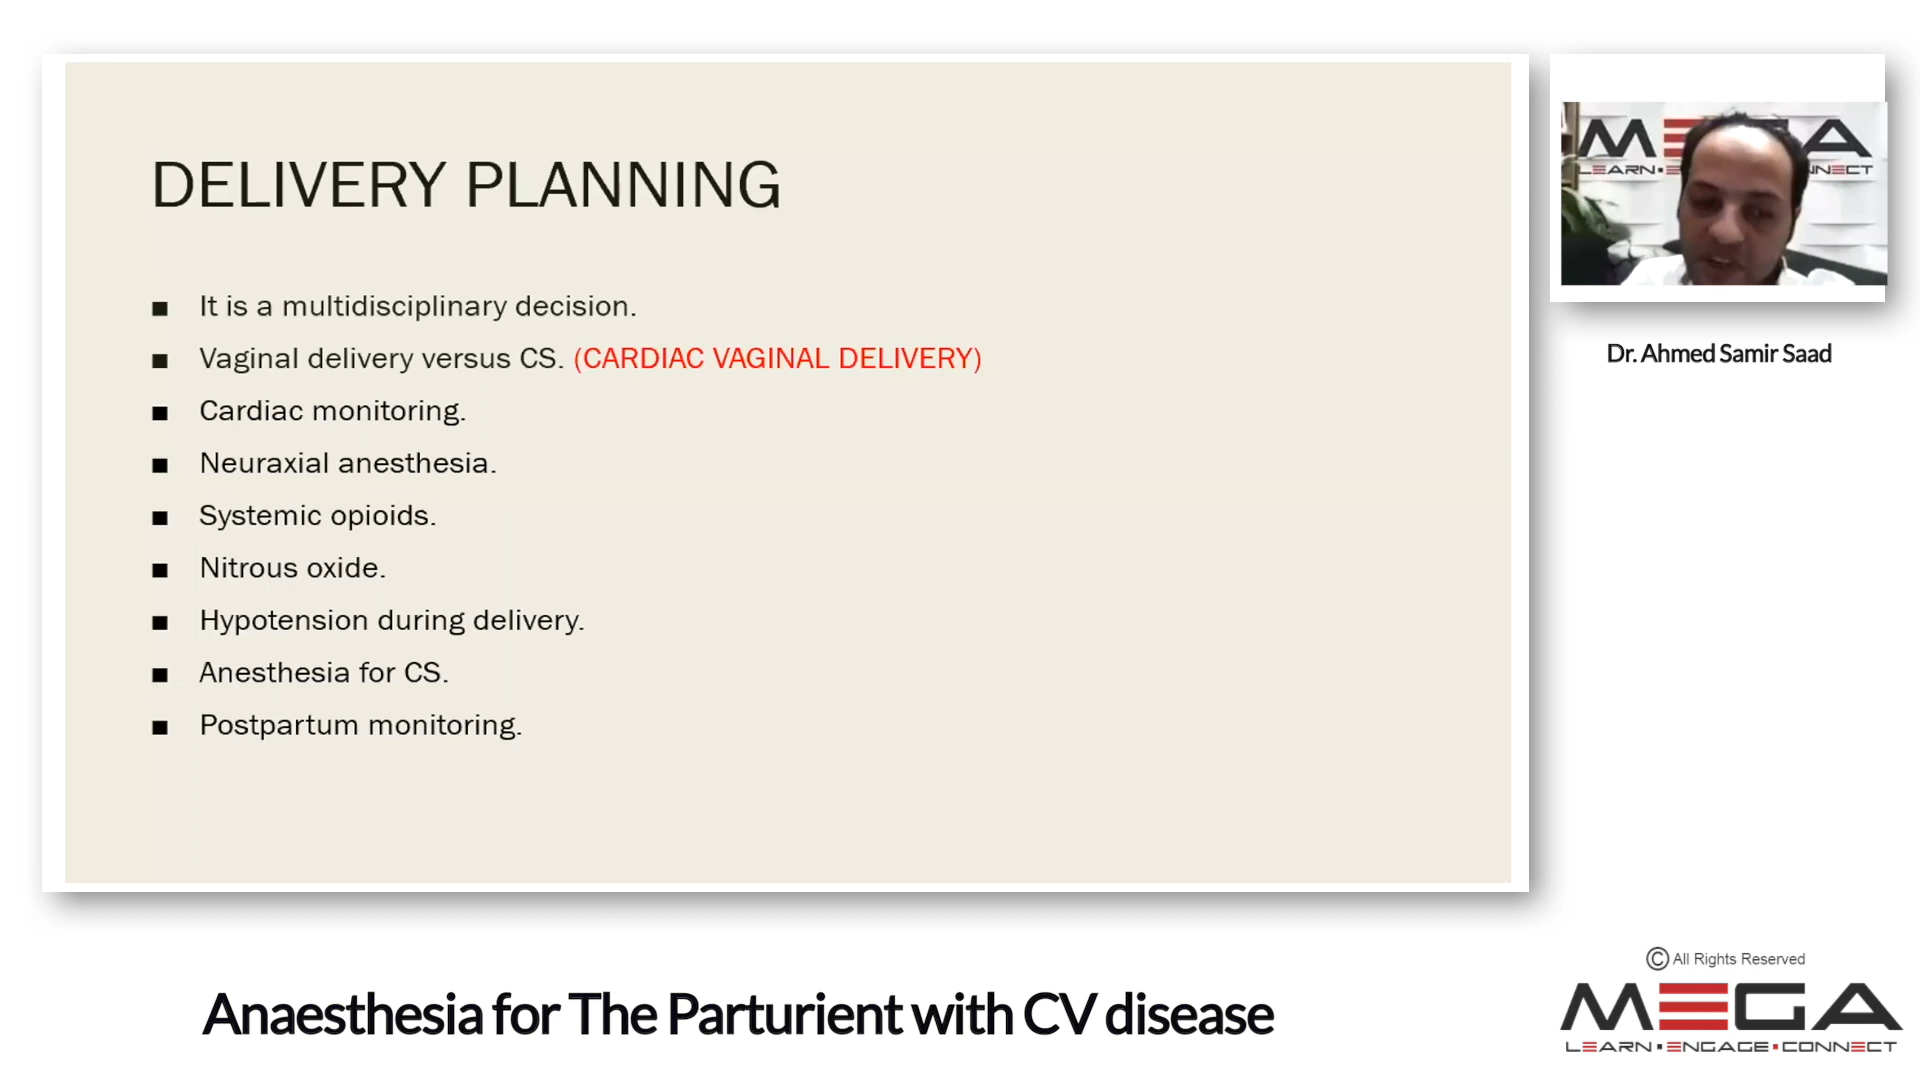 DELIVERY PLANNING
■ It is a multidisciplinary decision.
■ Vaginal delivery versus CS. (CARDIAC VAGINAL DELIVERY)
■ Cardiac monitoring.
■ Neuraxial anesthesia.
■ Systemic opioids.
■ Nitrous oxide.
■ Hypotension during delivery.
■ Anesthesia for CS.
■ Postpartum monitoring.
Dr. Ahmed Samir Saad
Anaesthesia for The Parturient with CV disease
© All Rights Reserved
MEGA
LEARN▪ENGAGE▪CONNECT